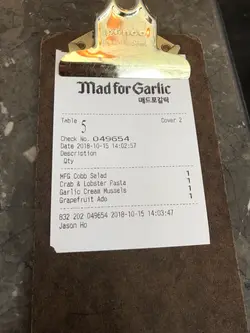 Mad for Garlic
매드포갈릭
Table 5 Cover 2
Check No. 049654
Date 2018-10-15 14:02:57
Description
Qty
MFG Cobb Salad 1
Crab & Lobster Pasta 1
Garlic Cream Mussels 1
Grapefruit Ade 1
832 202 049654 2018-10-15 14:03:47
Jason Ho